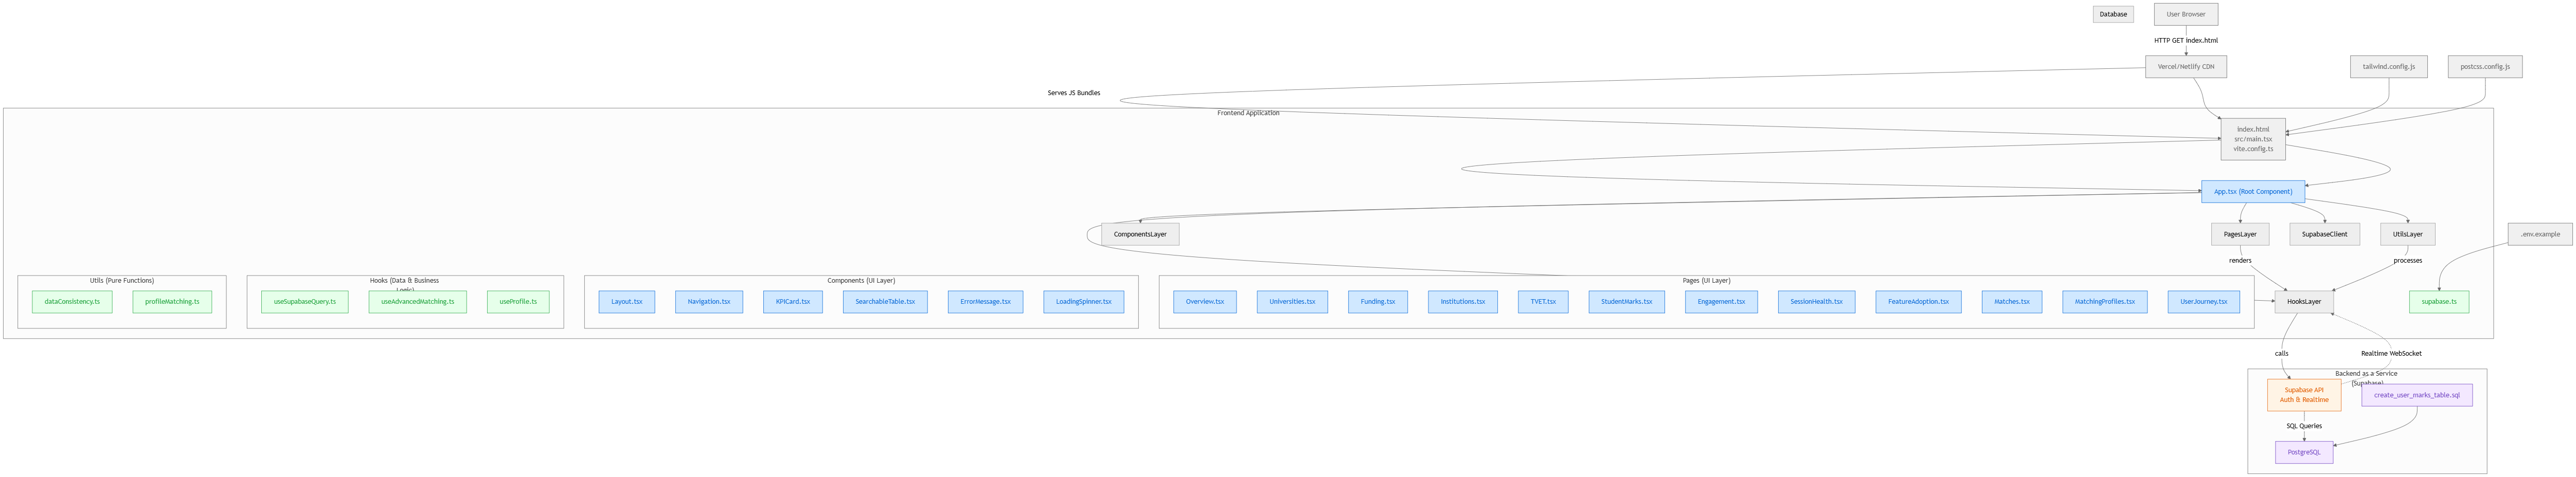 Database
User Browser
HTTP GET index.html
Vercel/Netlify CDN
tailwind.config.js
postcss.config.js
Serves JS Bundles
Frontend Application
index.html
src/main.tsx
vite.config.ts
App.tsx (Root Component)
ComponentsLayer
PagesLayer
SupabaseClient
UtilsLayer
.env.example
renders
processes
Utils (Pure Functions)
dataConsistency.ts
profileMatching.ts
Hooks (Data & Business
Logic)
useSupabaseQuery.ts
useAdvancedMatching.ts
useProfile.ts
Components (UI Layer)
Layout.tsx
Navigation.tsx
KPICard.tsx
SearchableTable.tsx
ErrorMessage.tsx
LoadingSpinner.tsx
Pages (UI Layer)
Overview.tsx
Universities.tsx
Funding.tsx
Institutions.tsx
TVET.tsx
StudentMarks.tsx
Engagement.tsx
SessionHealth.tsx
FeatureAdoption.tsx
Matches.tsx
MatchingProfiles.tsx
UserJourney.tsx
HooksLayer
supabase.ts
calls
Realtime WebSocket
Backend as a Service
(Supabase)
Supabase API
Auth & Realtime
create_user_marks_table.sql
SQL Queries
PostgreSQL